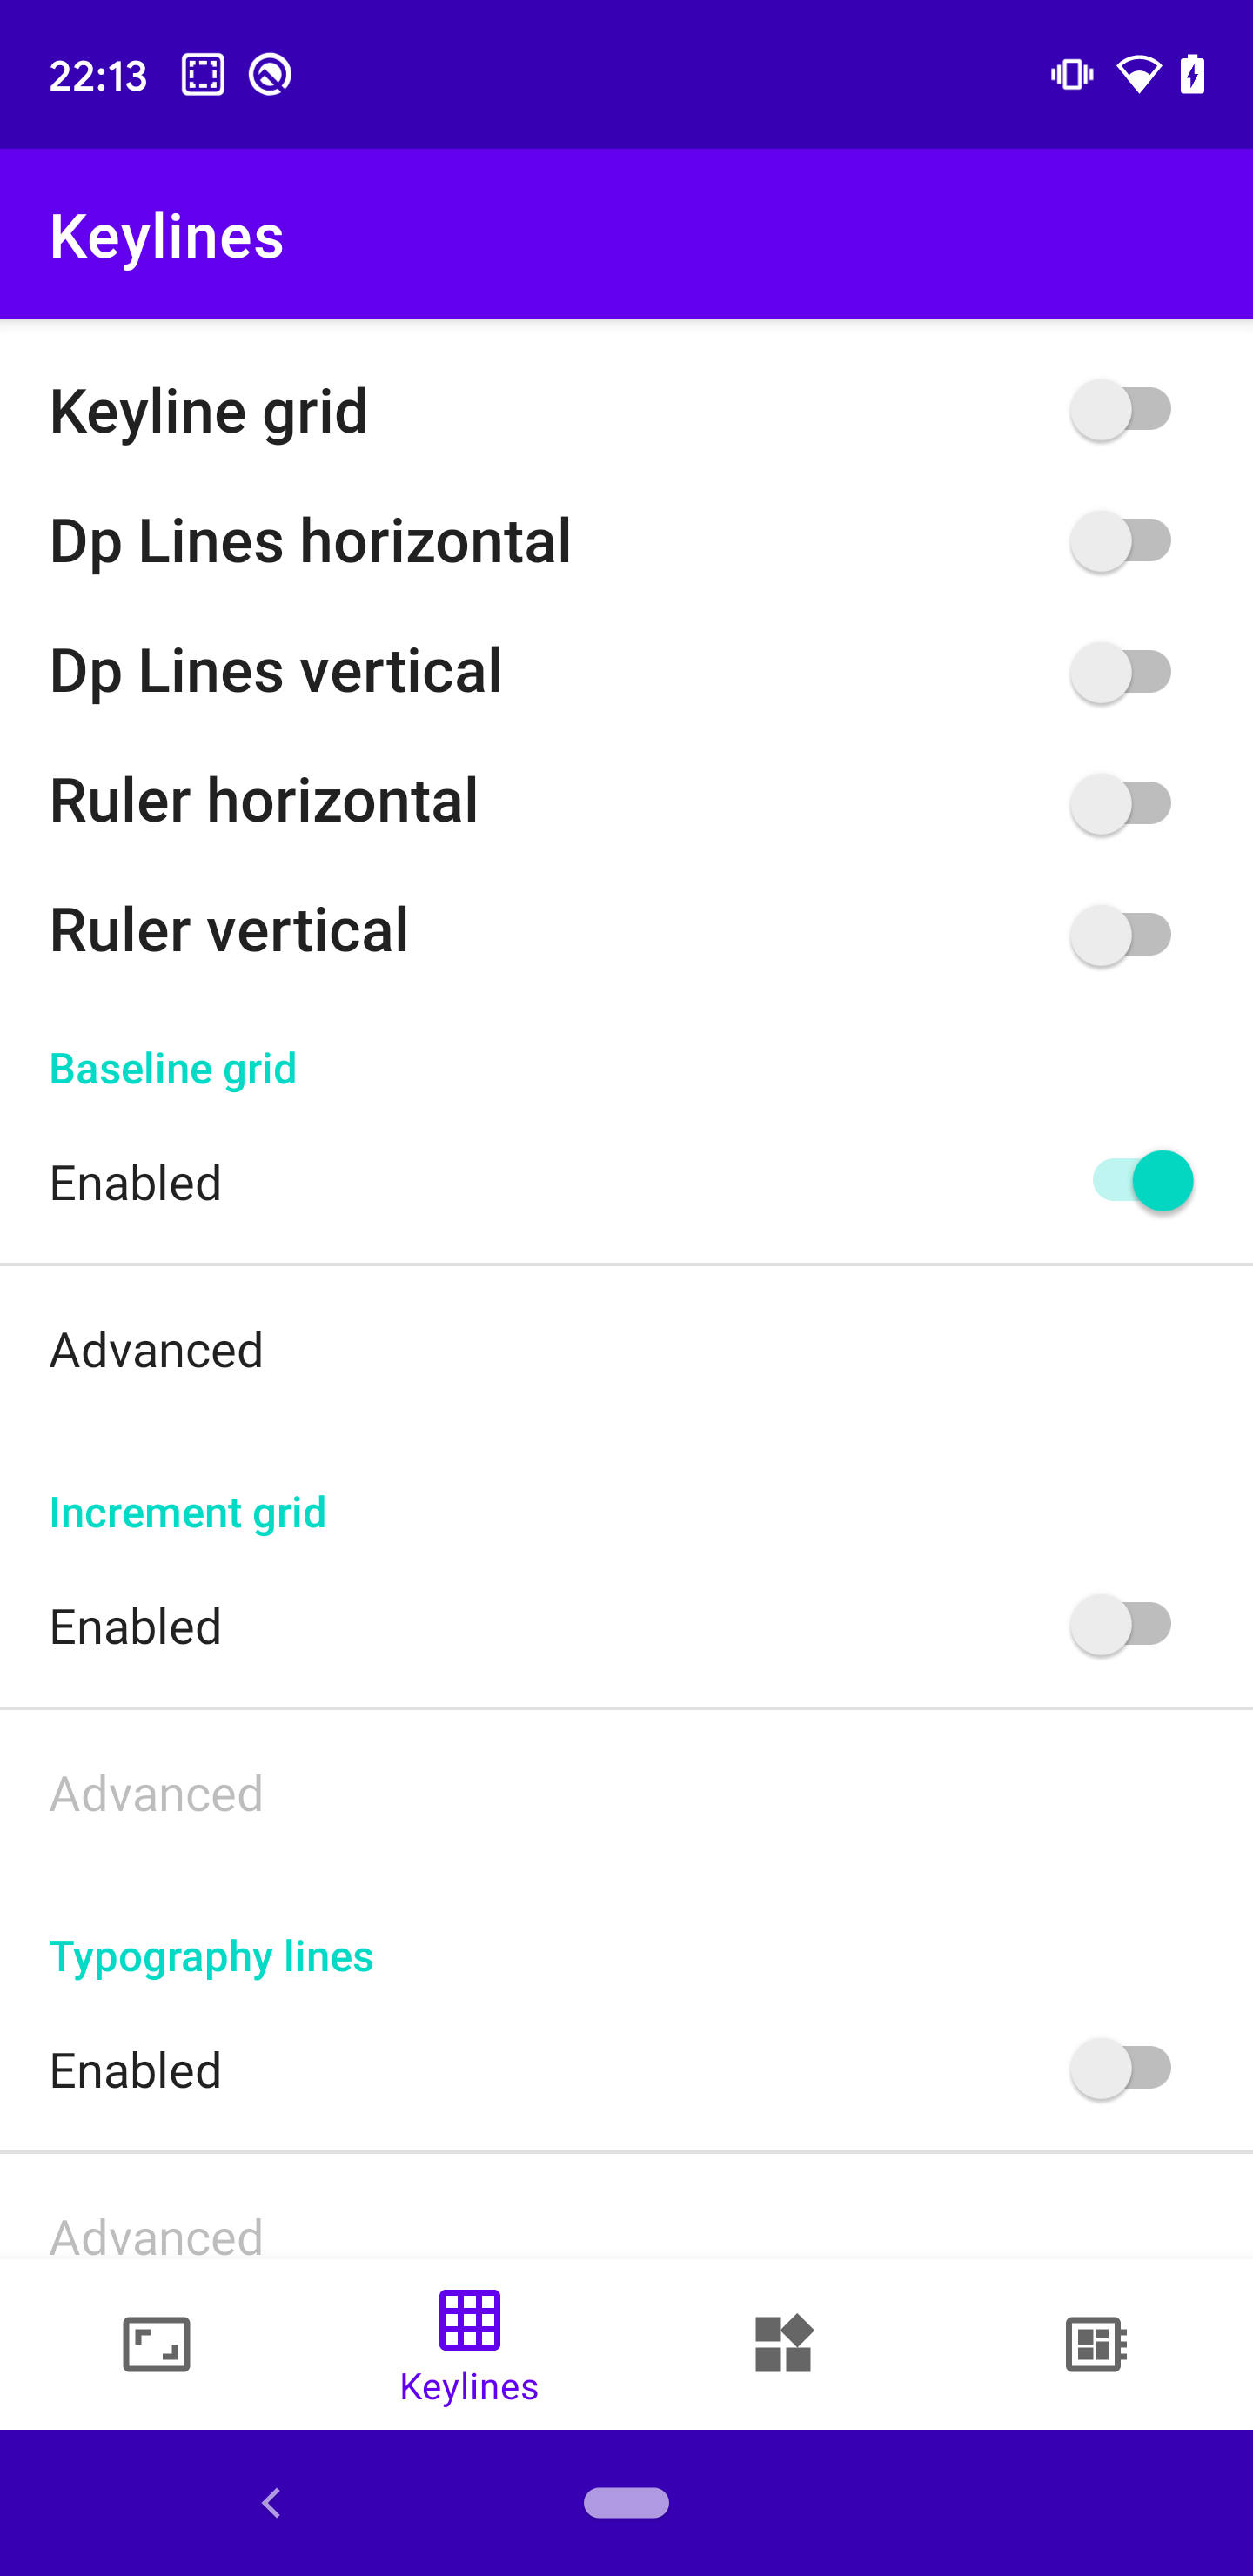 22:13
Keylines
Keyline grid
Dp Lines horizontal
Dp Lines vertical
Ruler horizontal
Ruler vertical
Baseline grid
Enabled
Advanced
Increment grid
Enabled
Advanced
Typography lines
Enabled
Advanced
Keylines